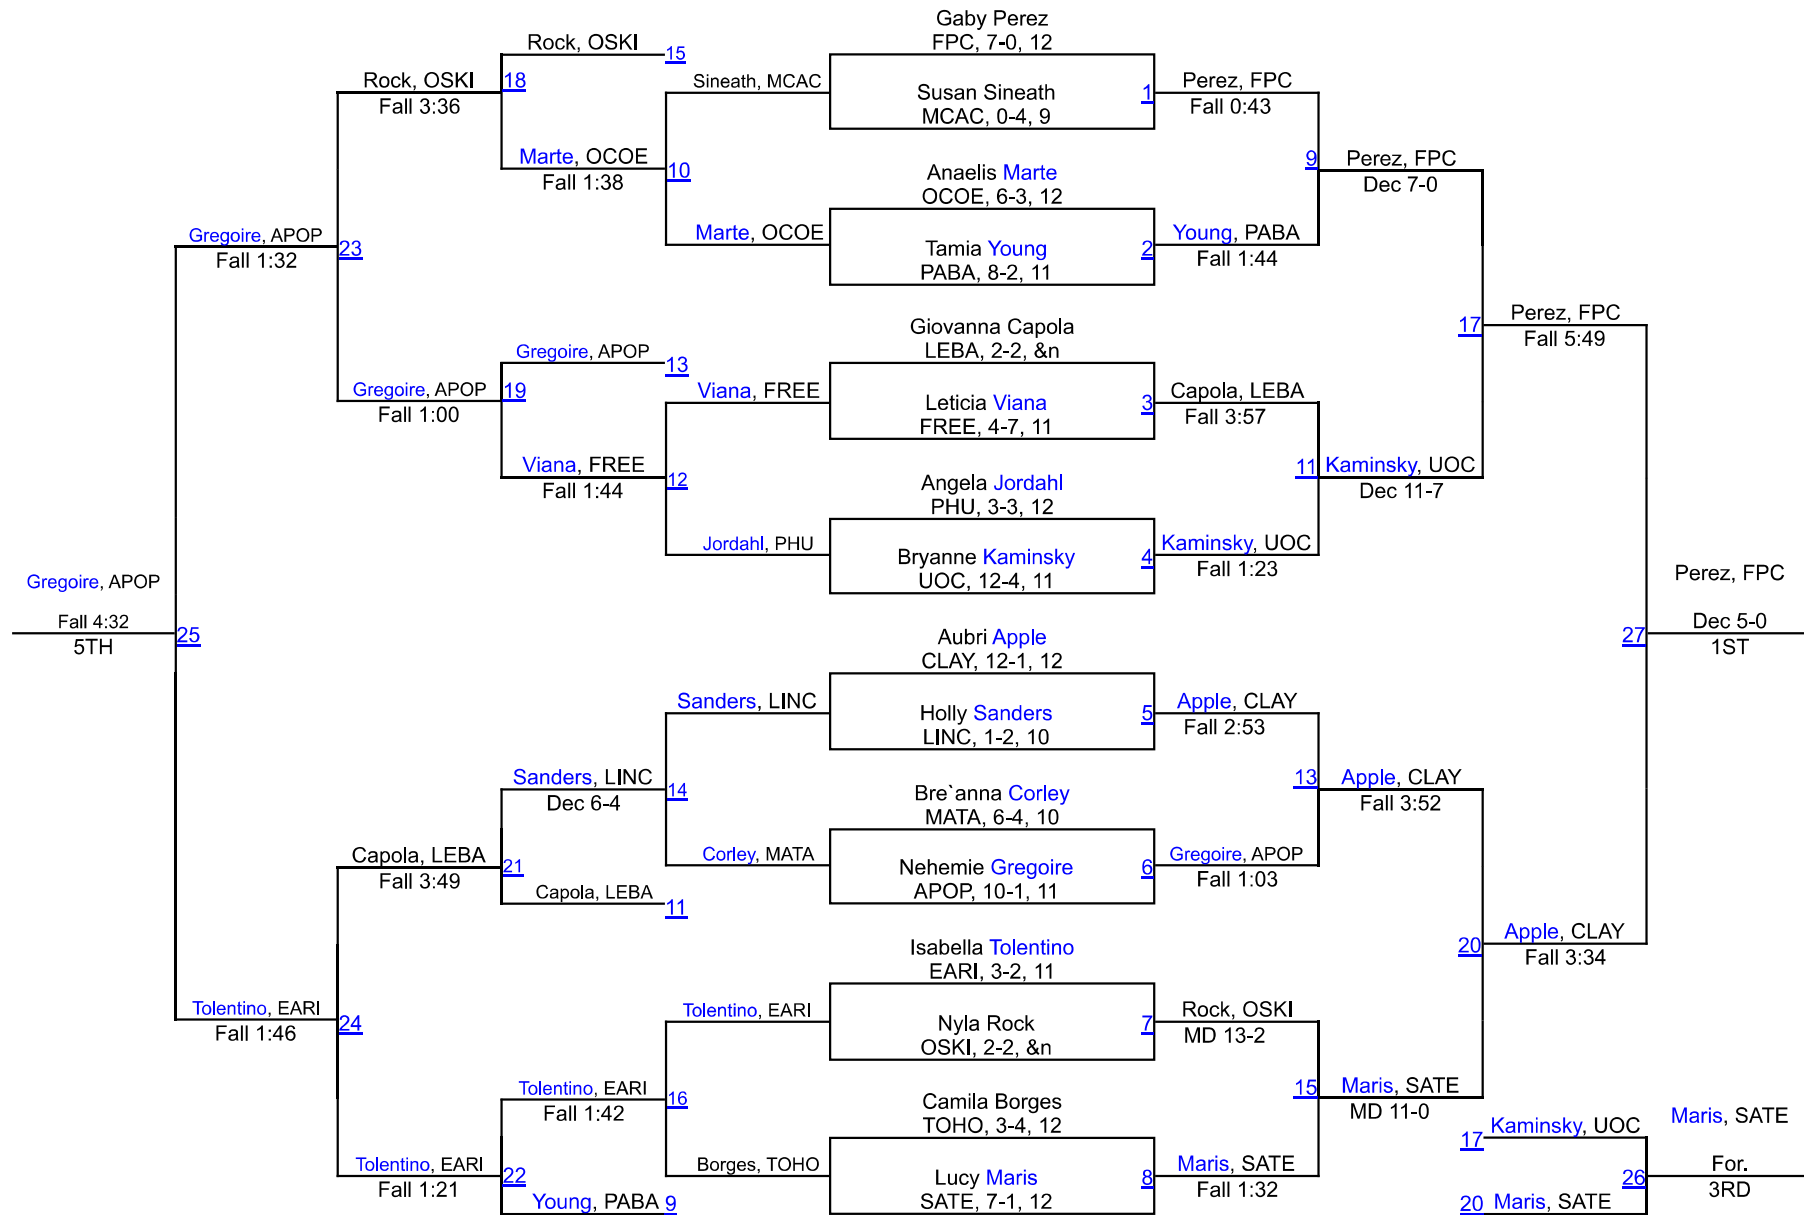 Gaby Perez
FPC, 7-0, 12
Rock, OSKI
15
Rock, OSKI
18
Fall 3:36
Sineath, MCAC
Susan Sineath
MCAC, 0-4, 9
1
Perez, FPC
Fall 0:43
Marte, OCOE
Fall 1:38
10
Anaelis Marte
OCOE, 6-3, 12
9
Perez, FPC
Dec 7-0
Gregoire, APOP
Fall 1:32
23
Marte, OCOE
Tamia Young
PABA, 8-2, 11
2
Young, PABA
Fall 1:44
Giovanna Capola
LEBA, 2-2, &n
17
Perez, FPC
Fall 5:49
Gregoire, APOP
13
Gregoire, APOP
Fall 1:00
19
Viana, FREE
Leticia Viana
FREE, 4-7, 11
3
Capola, LEBA
Fall 3:57
Viana, FREE
Fall 1:44
12
Angela Jordahl
PHU, 3-3, 12
11
Kaminsky, UOC
Dec 11-7
Jordahl, PHU
Bryanne Kaminsky
UOC, 12-4, 11
4
Kaminsky, UOC
Fall 1:23
Gregoire, APOP
Fall 4:32
5TH
25
Perez, FPC
Dec 5-0
1ST
27
Aubri Apple
CLAY, 12-1, 12
Sanders, LINC
Holly Sanders
LINC, 1-2, 10
5
Apple, CLAY
Fall 2:53
Sanders, LINC
Dec 6-4
14
Bre`anna Corley
MATA, 6-4, 10
13
Apple, CLAY
Fall 3:52
Capola, LEBA
Fall 3:49
21
Corley, MATA
Nehemie Gregoire
APOP, 10-1, 11
6
Gregoire, APOP
Fall 1:03
Capola, LEBA
11
Isabella Tolentino
EARI, 3-2, 11
20
Apple, CLAY
Fall 3:34
Tolentino, EARI
Fall 1:46
24
Tolentino, EARI
Nyla Rock
OSKI, 2-2, &n
7
Rock, OSKI
MD 13-2
Tolentino, EARI
Fall 1:42
16
Camila Borges
TOHO, 3-4, 12
15
Maris, SATE
MD 11-0
Tolentino, EARI
Fall 1:21
22
Borges, TOHO
Lucy Maris
SATE, 7-1, 12
8
Maris, SATE
Fall 1:32
Young, PABA
9
17
Kaminsky, UOC
Maris, SATE
For.
3RD
26
20
Maris, SATE